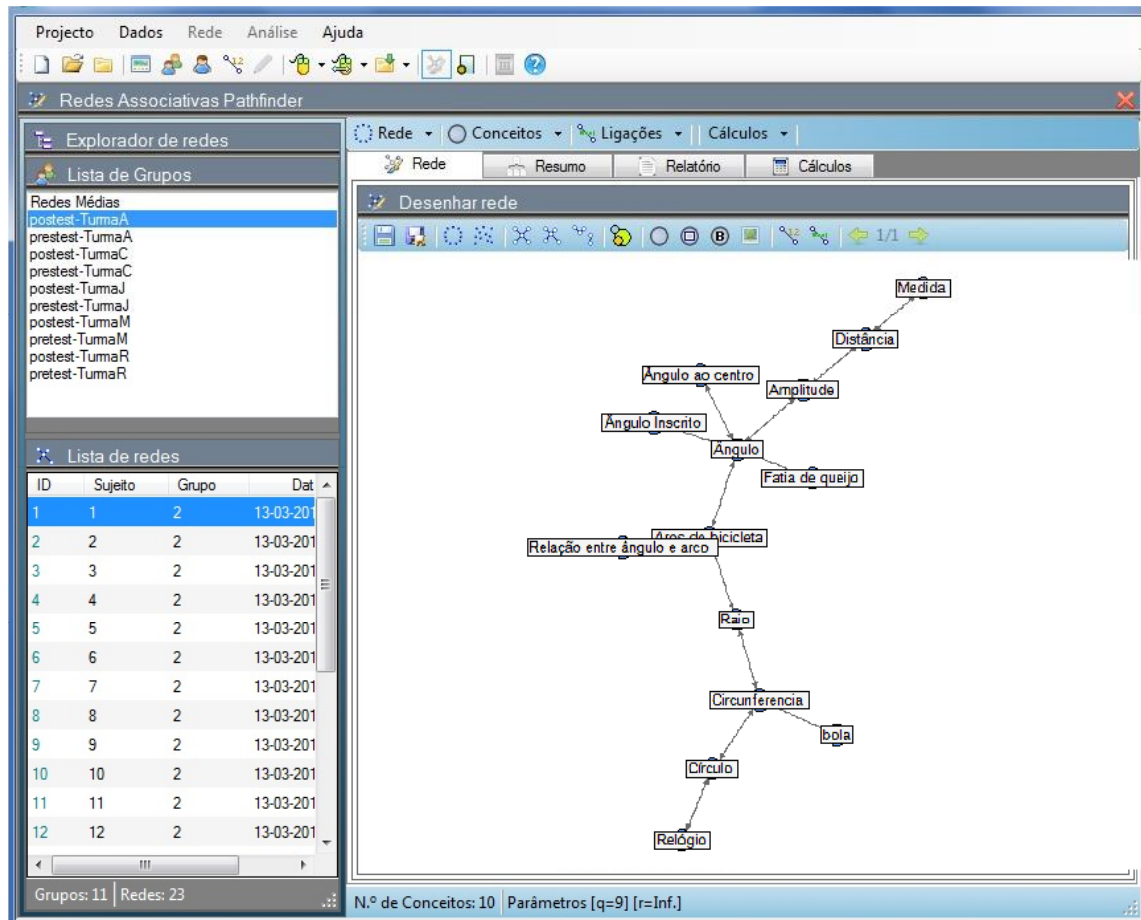 Projecto Dados Rede Análise Ajuda
Redes Associativas Pathfinder
Explorador de redes
Lista de Grupos
Redes Médias
postest-TurmaA
prestest-TurmaA
postest-TurmaC
prestest-TurmaC
postest-TurmaJ
prestest-TurmaJ
postest-TurmaM
pretest-TurmaM
postest-TurmaR
pretest-TurmaR
Lista de redes
ID Sujeito Grupo Dat
1 1 2 13-03-201
2 2 2 13-03-201
3 3 2 13-03-201
4 4 2 13-03-201
5 5 2 13-03-201
6 6 2 13-03-201
7 7 2 13-03-201
8 8 2 13-03-201
9 9 2 13-03-201
10 10 2 13-03-201
11 11 2 13-03-201
12 12 2 13-03-201
Grupos: 11 Redes: 23
Rede Conceitos Ligações Cálculos
Rede Resumo Relatório Cálculos
Desenhar rede
B 1/1
Medida
Distância
Ângulo ao centro
Amplitude
Ângulo Inscrito
Ângulo
Fatia de queijo
Aros de bicicleta
Relação entre ângulo e arco
Raio
Circunferencia
bola
Círculo
Relógio
N.º de Conceitos: 10 Parâmetros [q=9] [r=Inf.]